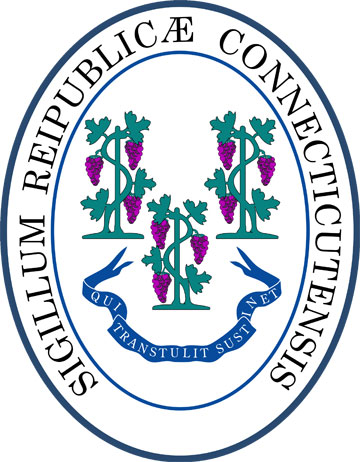 SIGILLUM REIPUBLICÆ CONNECTICUTENSIS
QUI TRANSTULIT SUSTINET